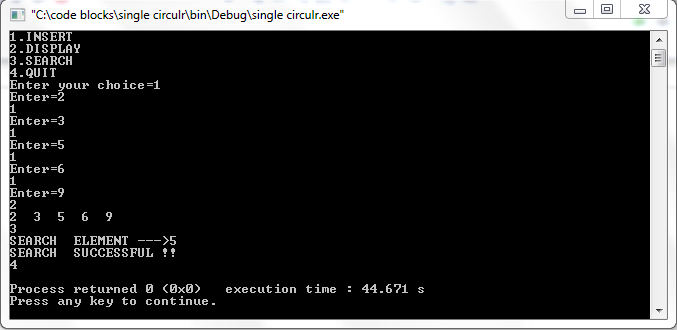 "C:\code blocks\single circulr\bin\Debug\single circulr.exe"
1.INSERT
2.DISPLAY
3.SEARCH
4.QUIT
Enter your choice=1
Enter=2
1
Enter=3
1
Enter=5
1
Enter=6
1
Enter=9
2
2  3  5  6  9
3
SEARCH  ELEMENT --->5
SEARCH  SUCCESSFUL !!
4
Process returned 0 (0x0)   execution time : 44.671 s
Press any key to continue.